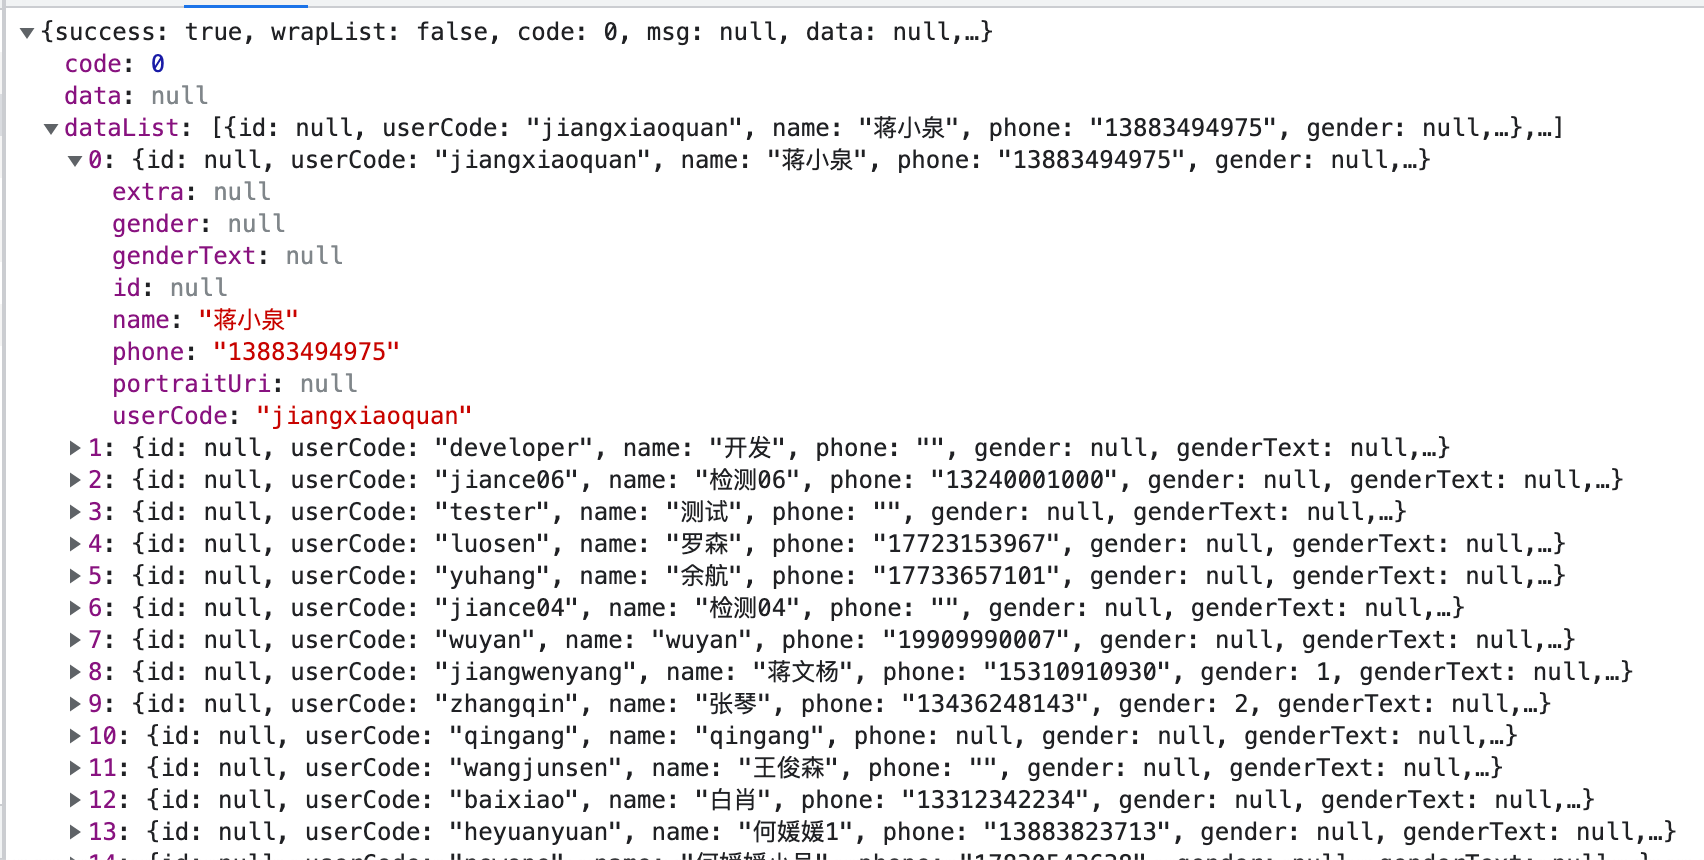 {success: true, wrapList: false, code: 0, msg: null, data: null,…}
code: 0
data: null
dataList: [{id: null, userCode: "jiangxiaoquan", name: "蒋小泉", phone: "13883494975", gender: null,…},…]
0: {id: null, userCode: "jiangxiaoquan", name: "蒋小泉", phone: "13883494975", gender: null,…}
extra: null
gender: null
genderText: null
id: null
name: "蒋小泉"
phone: "13883494975"
portraitUri: null
userCode: "jiangxiaoquan"
1: {id: null, userCode: "developer", name: "开发", phone: "", gender: null, genderText: null,…}
2: {id: null, userCode: "jiance06", name: "检测06", phone: "13240001000", gender: null, genderText: null,…}
3: {id: null, userCode: "tester", name: "测试", phone: "", gender: null, genderText: null,…}
4: {id: null, userCode: "luosen", name: "罗森", phone: "17723153967", gender: null, genderText: null,…}
5: {id: null, userCode: "yuhang", name: "余航", phone: "17733657101", gender: null, genderText: null,…}
6: {id: null, userCode: "jiance04", name: "检测04", phone: "", gender: null, genderText: null,…}
7: {id: null, userCode: "wuyan", name: "wuyan", phone: "19909990007", gender: null, genderText: null,…}
8: {id: null, userCode: "jiangwenyang", name: "蒋文杨", phone: "15310910930", gender: 1, genderText: null,…}
9: {id: null, userCode: "zhangqin", name: "张琴", phone: "13436248143", gender: 2, genderText: null,…}
10: {id: null, userCode: "qingang", name: "qingang", phone: null, gender: null, genderText: null,…}
11: {id: null, userCode: "wangjunsen", name: "王俊森", phone: "", gender: null, genderText: null,…}
12: {id: null, userCode: "baixiao", name: "白肖", phone: "13312342234", gender: null, genderText: null,…}
13: {id: null, userCode: "heyuanyuan", name: "何媛媛1", phone: "13883823713", gender: null, genderText: null,…}
14: {id: null, userCode: name: phone: gender: null, genderText: null,…}